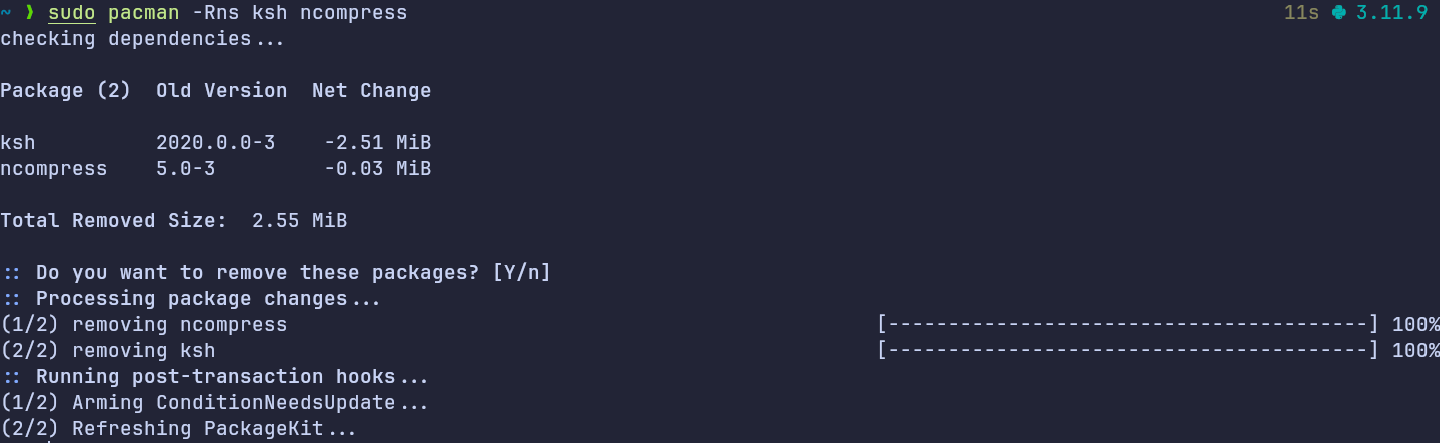 ~ ❯ sudo pacman -Rns ksh ncompress 11s 3.11.9
checking dependencies...
Package (2) Old Version Net Change
ksh 2020.0.0-3 -2.51 MiB
ncompress 5.0-3 -0.03 MiB
Total Removed Size: 2.55 MiB
:: Do you want to remove these packages? [Y/n]
:: Processing package changes...
(1/2) removing ncompress [----------------------------------------] 100%
(2/2) removing ksh [----------------------------------------] 100%
:: Running post-transaction hooks...
(1/2) Arming ConditionNeedsUpdate...
(2/2) Refreshing PackageKit...